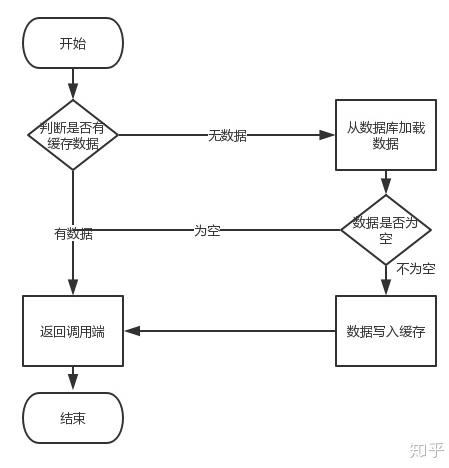 开始
判断是否有
缓存数据
无数据
从数据库加载
数据
数据是否为
空
为空
有数据
不为空
返回调用端
数据写入缓存
结束
知乎